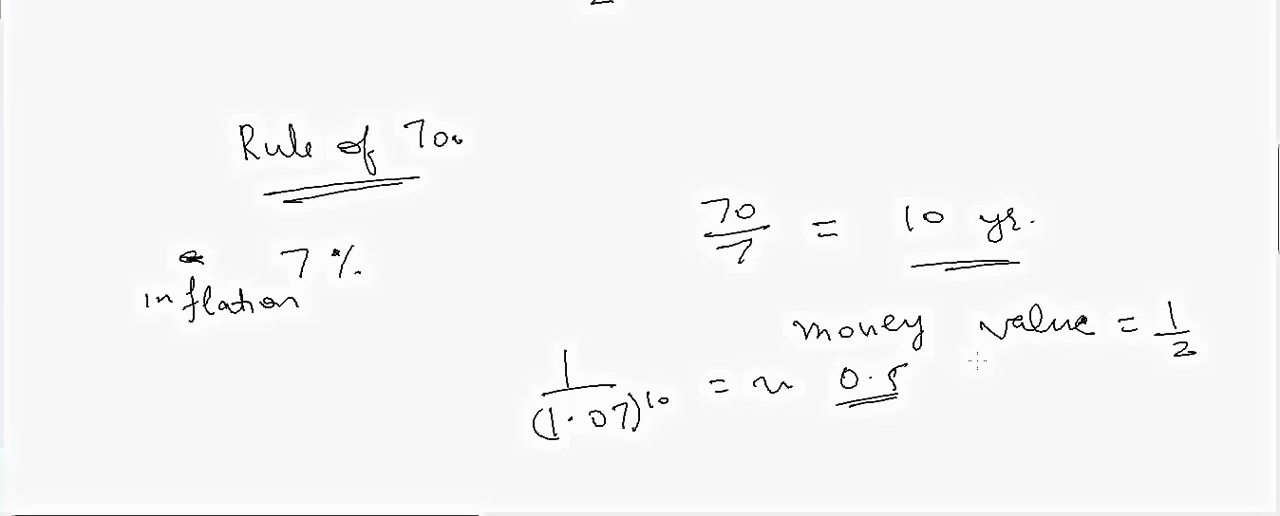 Rule of 70.
70/7 = 10 yr.
7 %.
inflation
money value = 1/2
1/(1.07)^10 = ~ 0.5